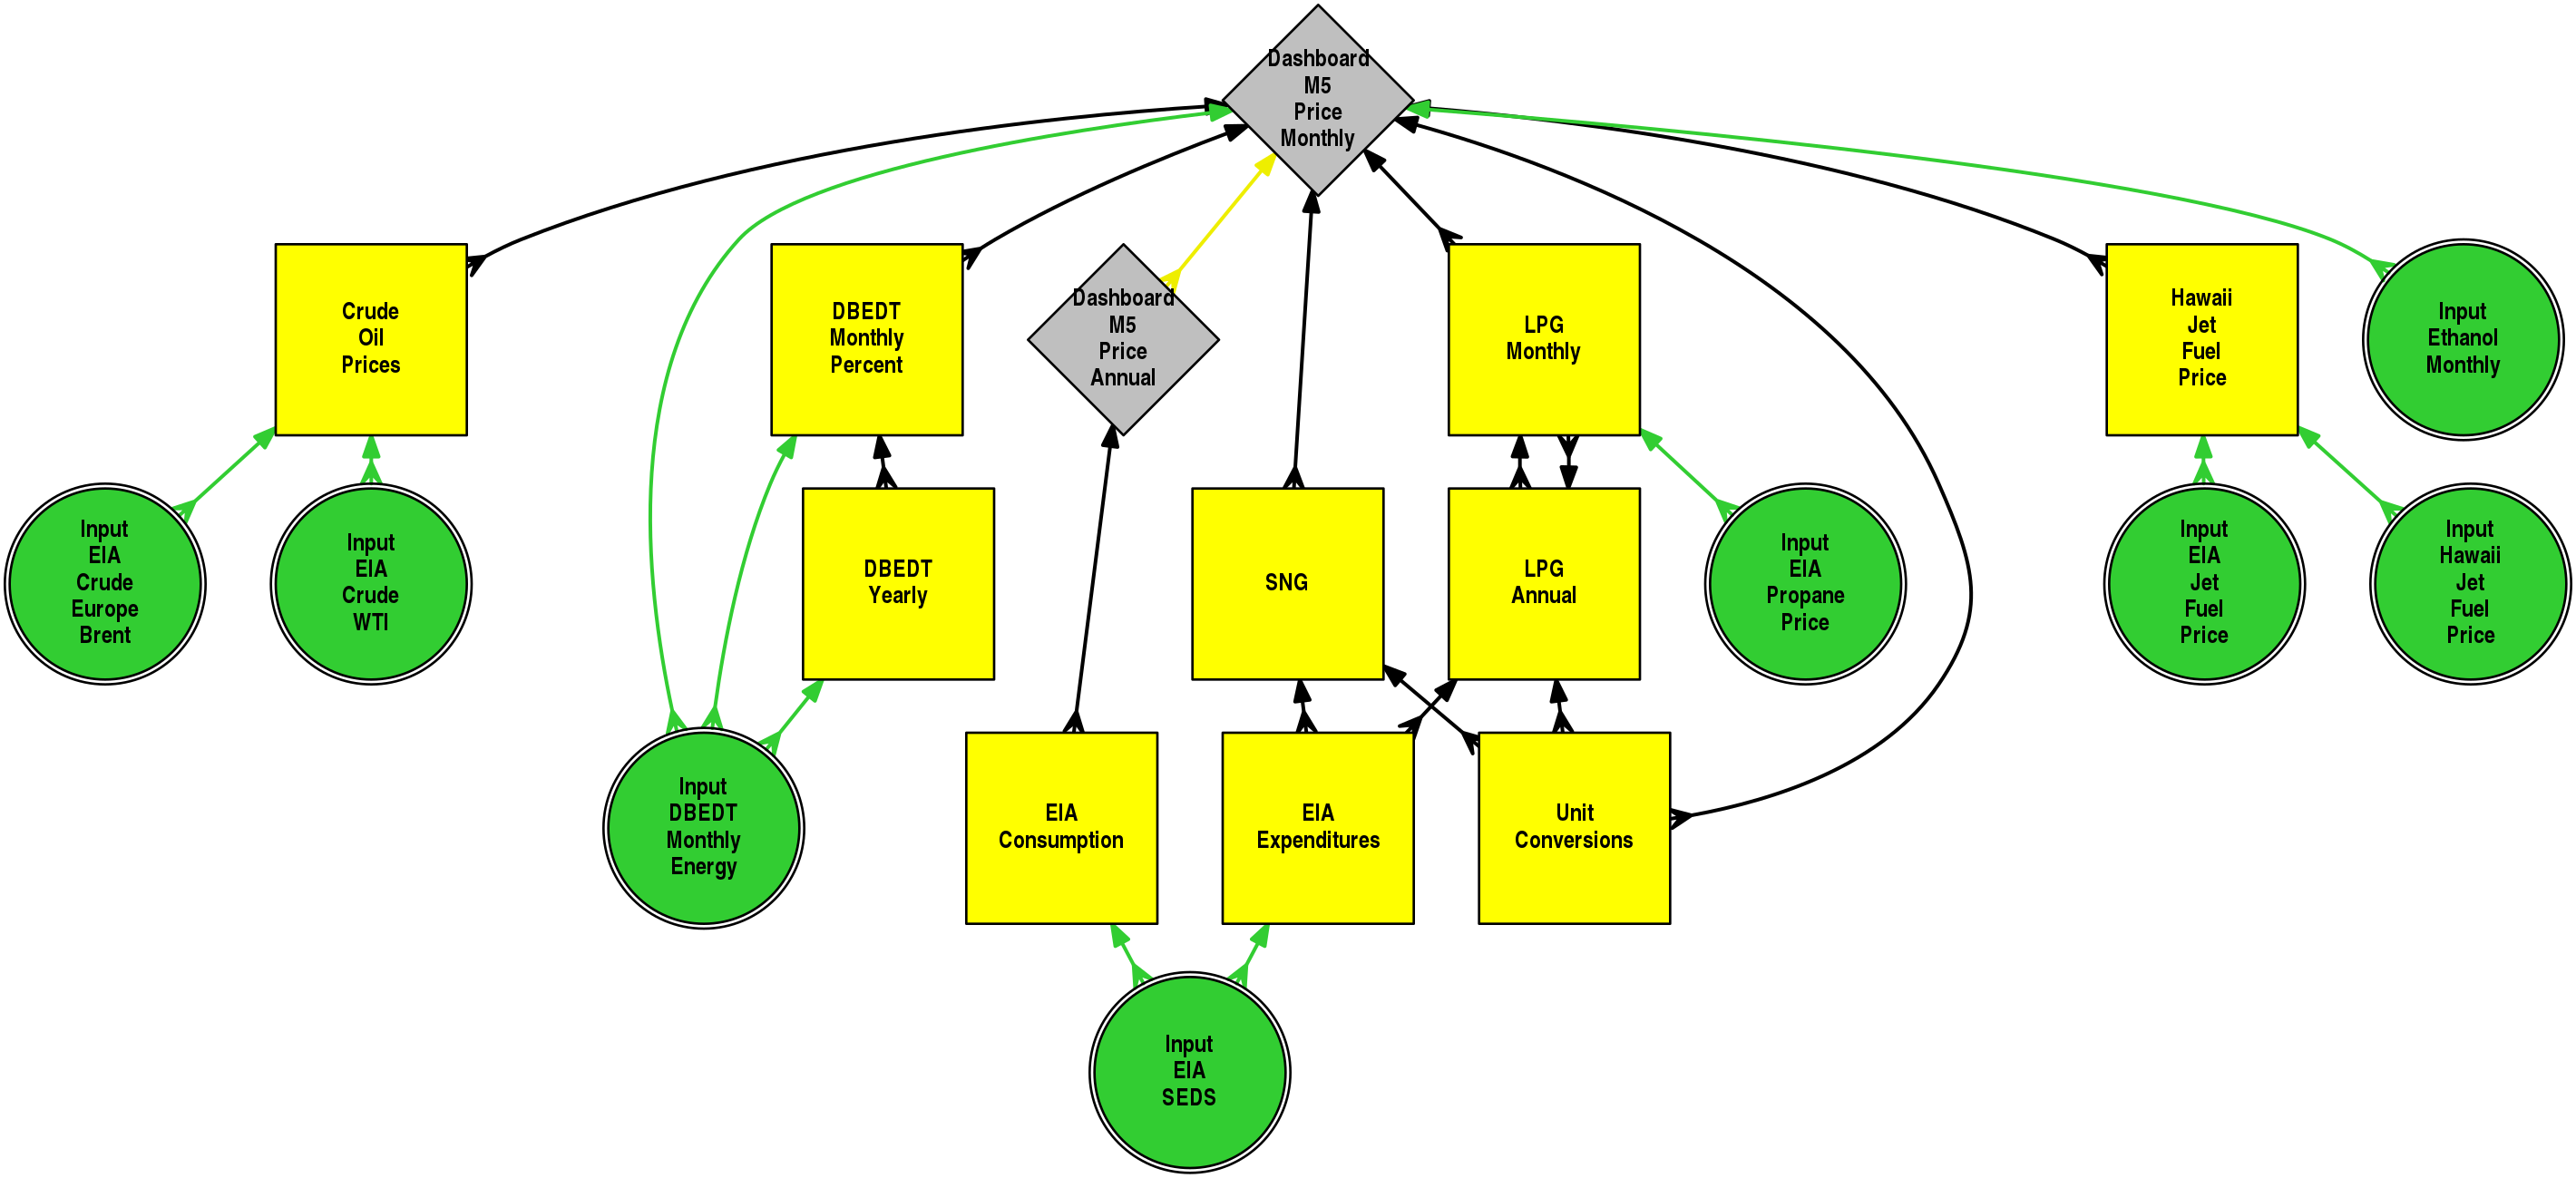 Dashboard
M5
Price
Monthly
Crude
Oil
Prices
DBEDT
Monthly
Percent
Dashboard
M5
Price
Annual
LPG
Monthly
Hawaii
Jet
Fuel
Price
Input
Ethanol
Monthly
Input
EIA
Crude
Europe
Brent
Input
EIA
Crude
WTI
DBEDT
Yearly
SNG
LPG
Annual
Input
EIA
Propane
Price
Input
EIA
Jet
Fuel
Price
Input
Hawaii
Jet
Fuel
Price
Input
DBEDT
Monthly
Energy
EIA
Consumption
EIA
Expenditures
Unit
Conversions
Input
EIA
SEDS